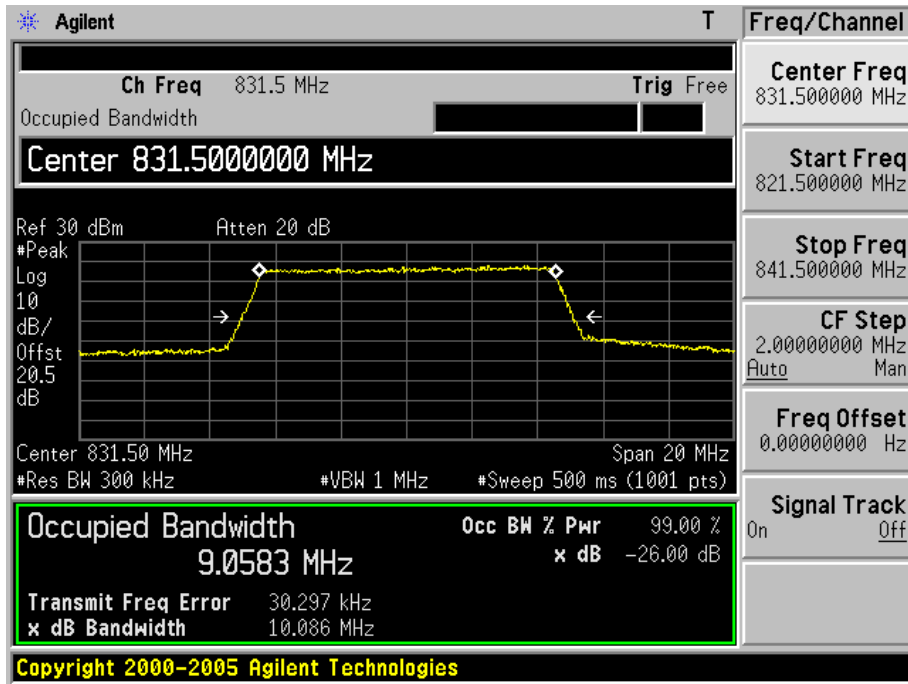 Agilent T
Freq/Channel
Ch Freq 831.5 MHz Trig Free
Occupied Bandwidth
Center 831.5000000 MHz
Ref 30 dBm Atten 20 dB
#Peak
Log
10
dB/
Offst
20.5
dB
Center 831.50 MHz Span 20 MHz
#Res BW 300 kHz #VBW 1 MHz #Sweep 500 ms (1001 pts)
Occupied Bandwidth
9.0583 MHz
Occ BW % Pwr 99.00 %
x dB -26.00 dB
Transmit Freq Error 30.297 kHz
x dB Bandwidth 10.086 MHz
Copyright 2000-2005 Agilent Technologies
Center Freq
831.500000 MHz
Start Freq
821.500000 MHz
Stop Freq
841.500000 MHz
CF Step
2.00000000 MHz
Auto Man
Freq Offset
0.00000000 Hz
Signal Track
On Off